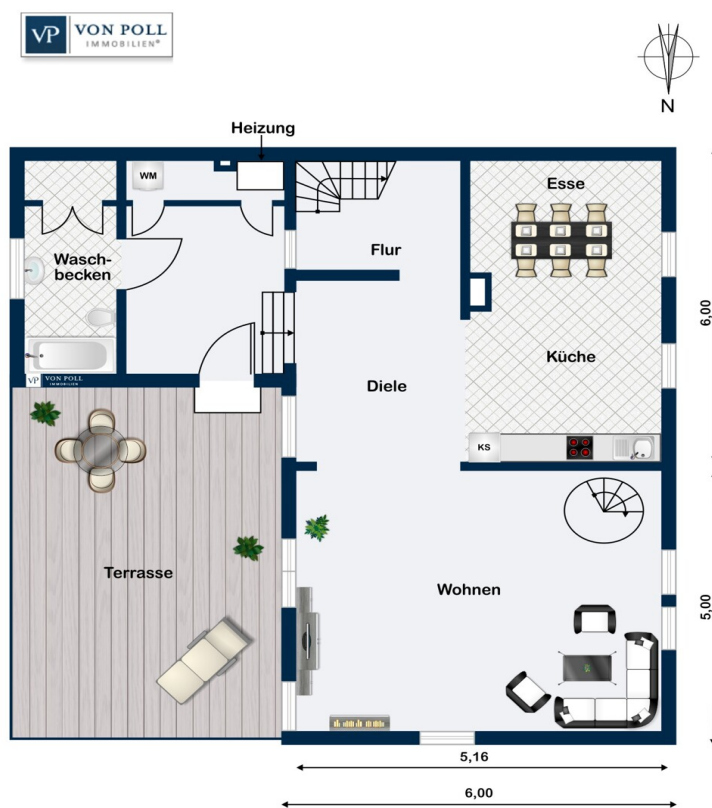 VP VON POLL
IMMOBILIEN®
N
Heizung
WM
Esse
Wasch-
becken
Flur
6,00
Küche
VP VON POLL
IMMOBILIEN
Diele
KS
Terrasse
Wohnen
5,00
5,16
6,00